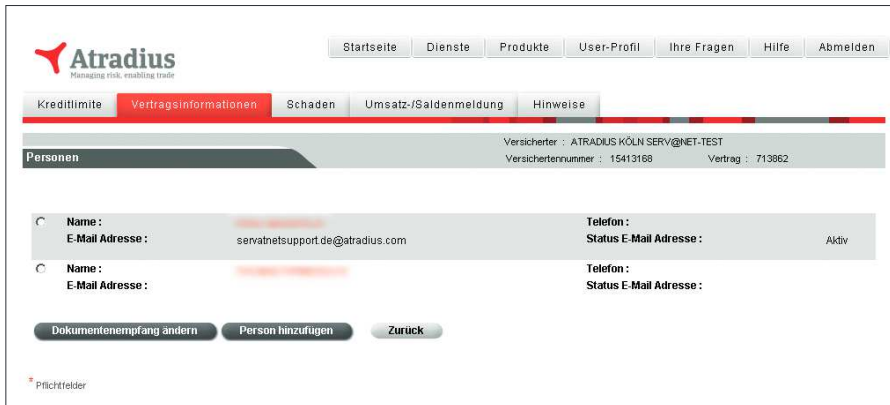 Atradius
Managing risk, enabling trade
Startseite Dienste Produkte User-Profil Ihre Fragen Hilfe Abmelden
Kreditlimite Vertragsinformationen Schaden Umsatz-/Saldenmeldung Hinweise
Versicherter : ATRADIUS KÖLN SERV@NET-TEST
Personen
Versichertennummer : 15413168 Vertrag : 713862
Name : Telefon :
E-Mail Adresse : servatnetsupport.de@atradius.com Status E-Mail Adresse : Aktiv
Name : Telefon :
E-Mail Adresse : Status E-Mail Adresse :
Dokumentenempfang ändern Person hinzufügen Zurück
* Pflichtfelder